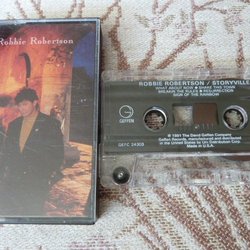 Robbie Robertson
ROBBIE ROBERTSON / STORYVILLE
WHAT ABOUT NOW ■ SHAKE THIS TOWN
BREAKIN THE RULES ■ RESURRECTION
SIGN OF THE RAINBOW
GEFFEN
GEFC 24303
℗ 1991 The David Geffen Company
Geffen Records, manufactured and distributed
in the United States by Uni Distribution Corp.
Made in U.S.A.